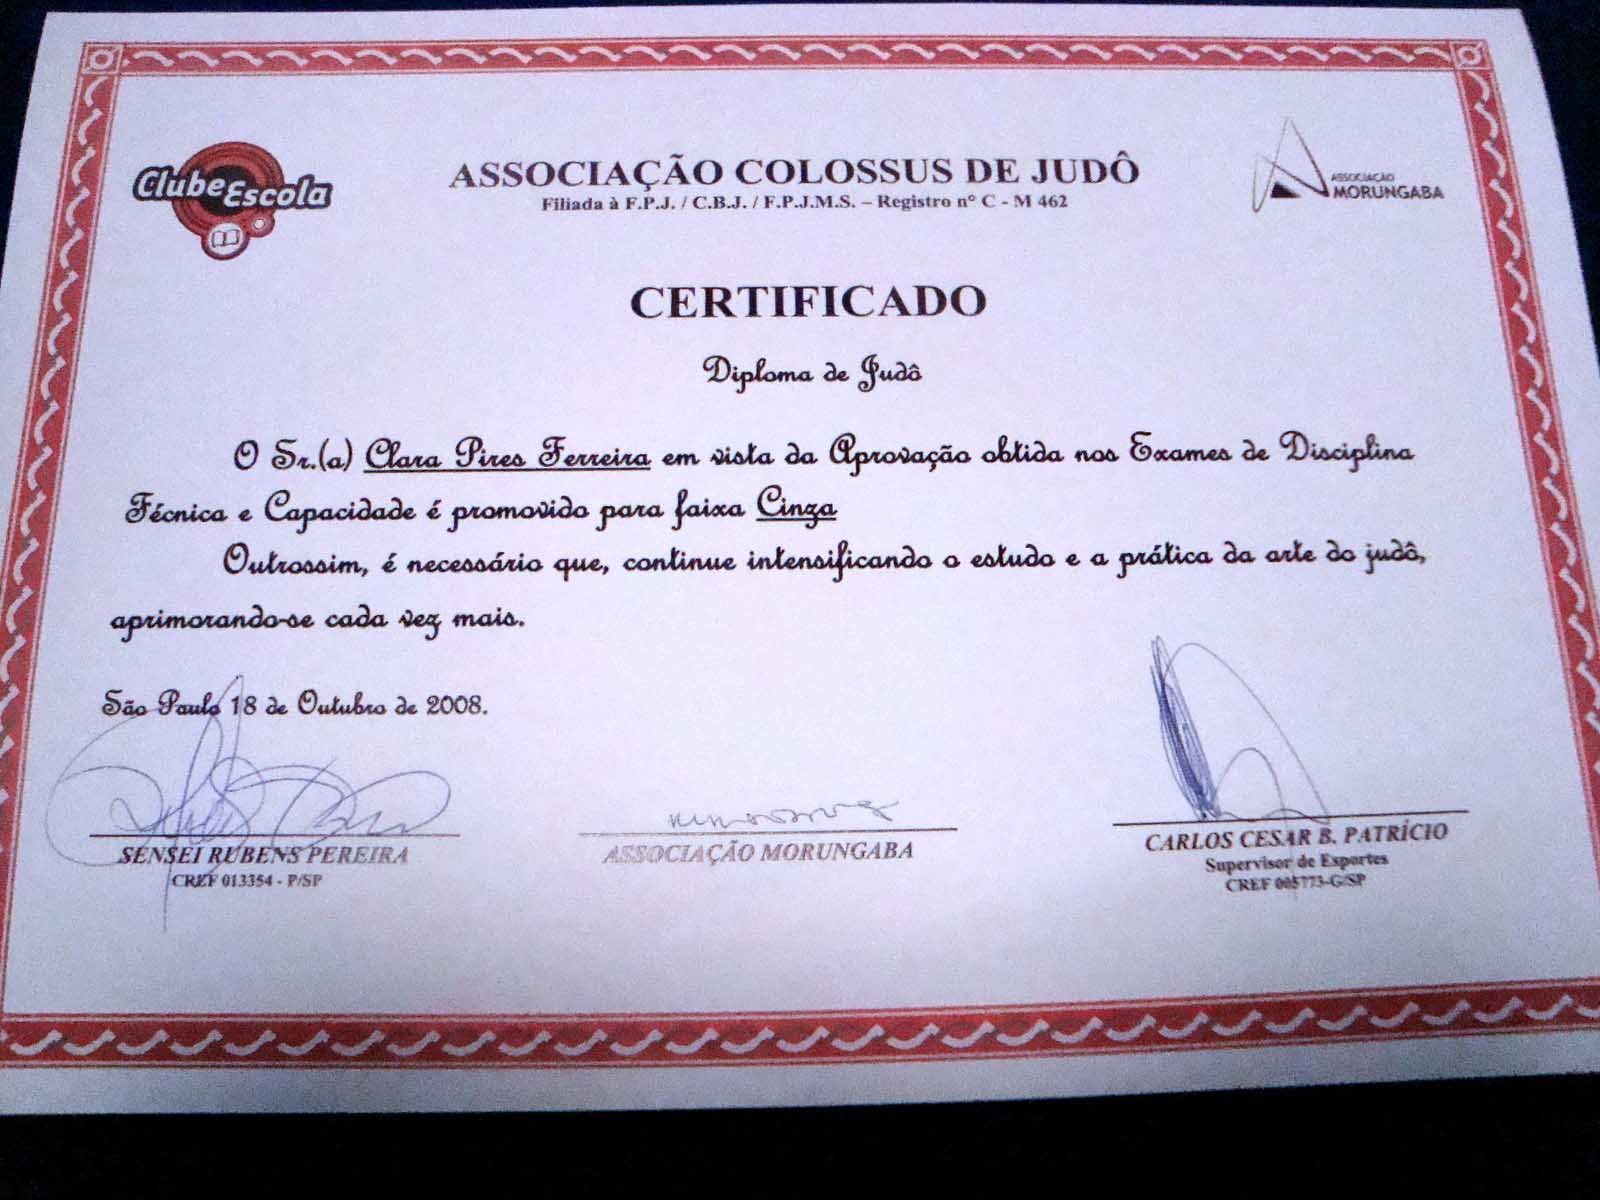 Clube Escola
ASSOCIAÇÃO COLOSSUS DE JUDÔ
Filiada à F.P.J. / C.B.J. / F.P.J.M.S. – Registro nº C - M 462
ASSOCIAÇÃO
MORUNGABA
CERTIFICADO
Diploma de Judô
O Sr.(a) Clara Pires Ferreira em vista da Aprovação obtida nos Exames de Disciplina
Técnica e Capacidade é promovido para faixa Cinza
Outrossim, é necessário que, continue intensificando o estudo e a prática da arte do judô,
aprimorando-se cada vez mais.
São Paulo 18 de Outubro de 2008.
SENSEI RUBENS PEREIRA
CREF 013354 - P/SP
ASSOCIAÇÃO MORUNGABA
CARLOS CESAR B. PATRÍCIO
Supervisor de Esportes
CREF 005773-G/SP